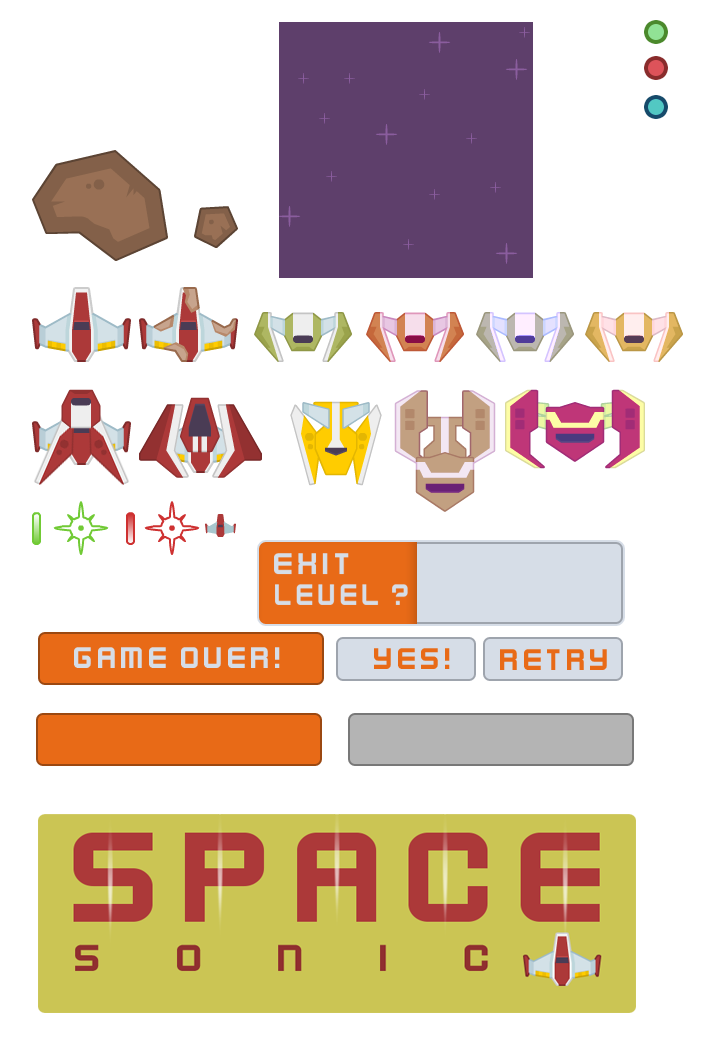 EXIT
LEVEL ?
GAME OVER!
YES!
RETRY
SPACE
SONIC